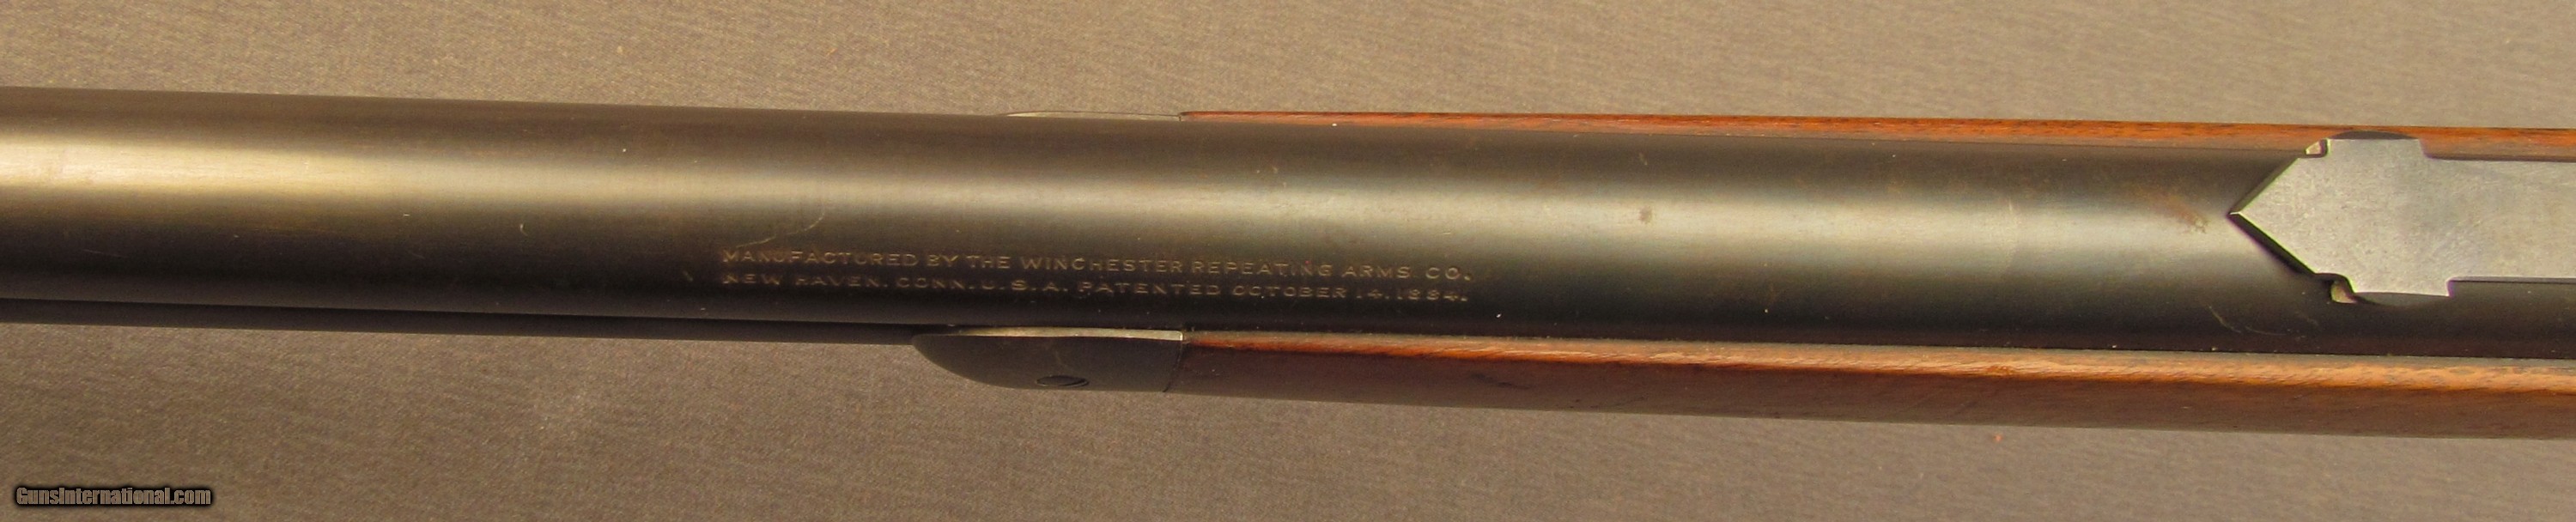 MANUFACTURED BY THE WINCHESTER REPEATING ARMS. CO.
NEW HAVEN. CONN. U.S.A. PATENTED OCTOBER 14. 1884.
GunsInternational.com